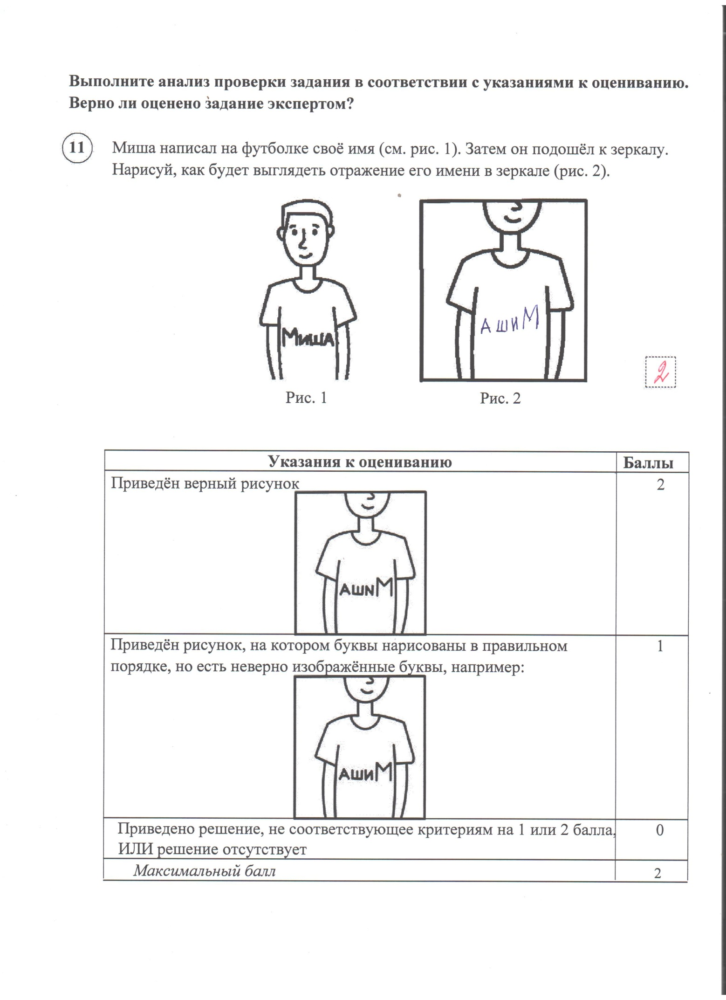 Выполните анализ проверки задания в соответствии с указаниями к оцениванию.
Верно ли оценено задание экспертом?
11 Миша написал на футболке своё имя (см. рис. 1). Затем он подошёл к зеркалу.
Нарисуй, как будет выглядеть отражение его имени в зеркале (рис. 2).
МИША
АШИМ
2
Рис. 1 Рис. 2
Указания к оцениванию Баллы
Приведён верный рисунок 2
АШNМ
Приведён рисунок, на котором буквы нарисованы в правильном 1
порядке, но есть неверно изображённые буквы, например:
АШИМ
Приведено решение, не соответствующее критериям на 1 или 2 балла, 0
ИЛИ решение отсутствует
Максимальный балл 2